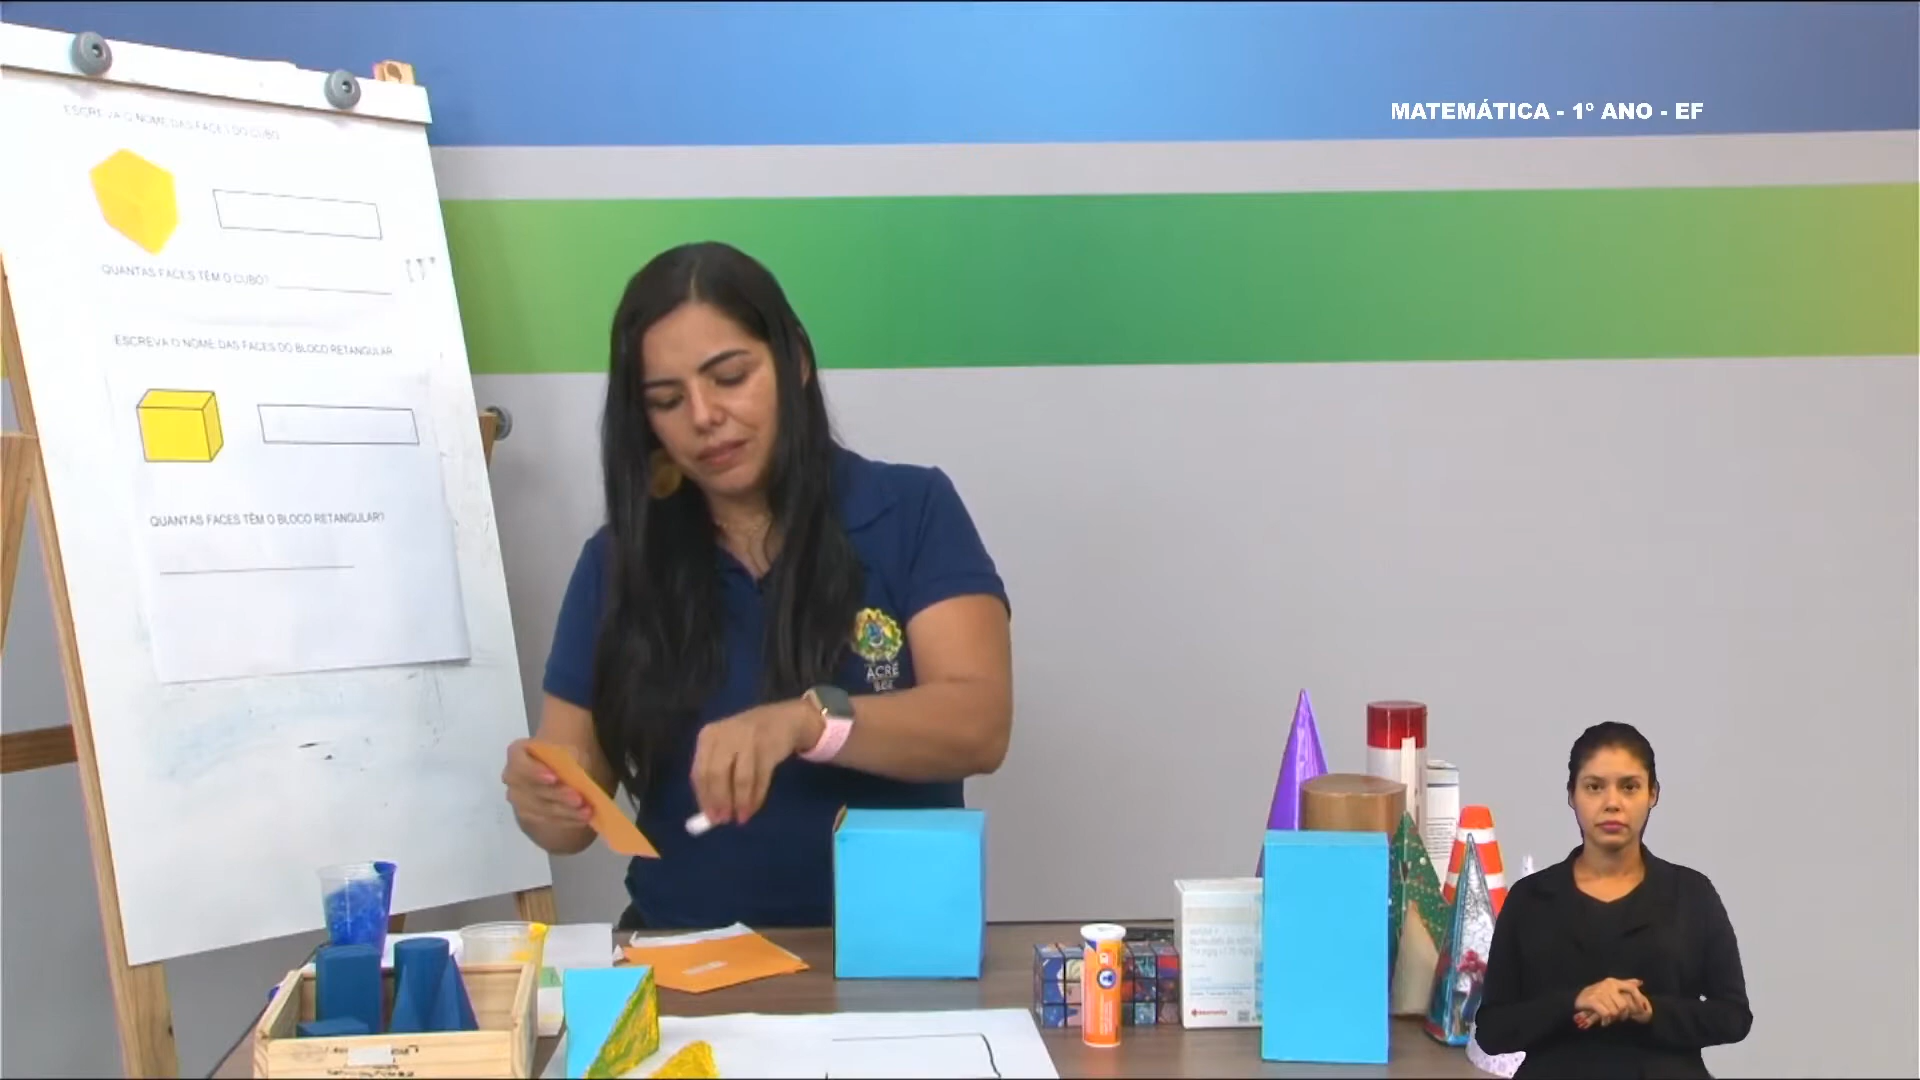 MATEMÁTICA - 1º ANO - EF
ESCREVA O NOME DAS FACES DO CUBO
QUANTAS FACES TÊM O CUBO?
ESCREVA O NOME DAS FACES DO BLOCO RETANGULAR
QUANTAS FACES TÊM O BLOCO RETANGULAR?
ACRE